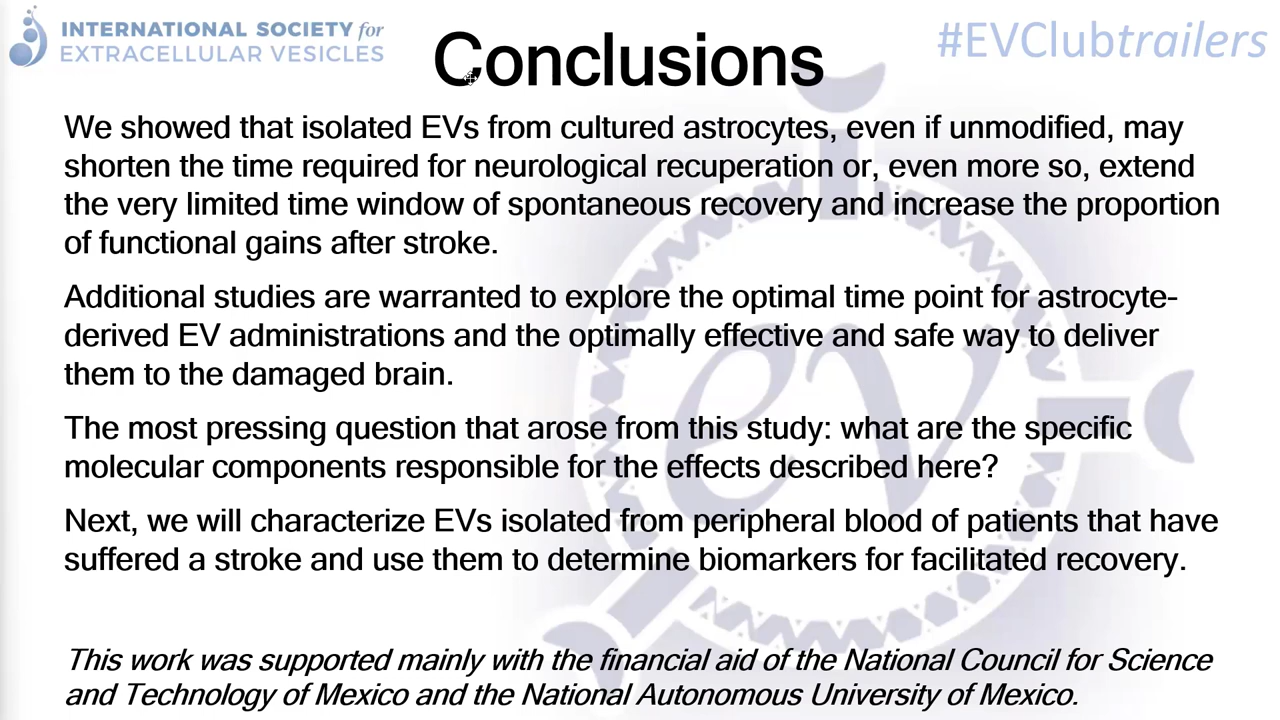 INTERNATIONAL SOCIETY for
EXTRACELLULAR VESICLES
#EVClubtrailers
Conclusions
We showed that isolated EVs from cultured astrocytes, even if unmodified, may
shorten the time required for neurological recuperation or, even more so, extend
the very limited time window of spontaneous recovery and increase the proportion
of functional gains after stroke.
Additional studies are warranted to explore the optimal time point for astrocyte-
derived EV administrations and the optimally effective and safe way to deliver
them to the damaged brain.
The most pressing question that arose from this study: what are the specific
molecular components responsible for the effects described here?
Next, we will characterize EVs isolated from peripheral blood of patients that have
suffered a stroke and use them to determine biomarkers for facilitated recovery.
ev
This work was supported mainly with the financial aid of the National Council for Science
and Technology of Mexico and the National Autonomous University of Mexico.